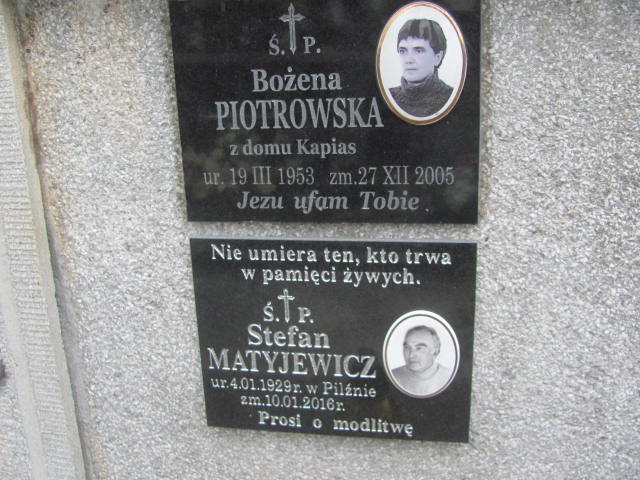 Ś. P.
Bożena
PIOTROWSKA
z domu Kapias
ur. 19 III 1953 zm. 27 XII 2005
Jezu ufam Tobie
Nie umiera ten, kto trwa
w pamięci żywych.
Ś. P.
Stefan
MATYJEWICZ
ur. 4.01.1929r. w Pilźnie
zm. 10.01.2016r.
Prosi o modlitwę